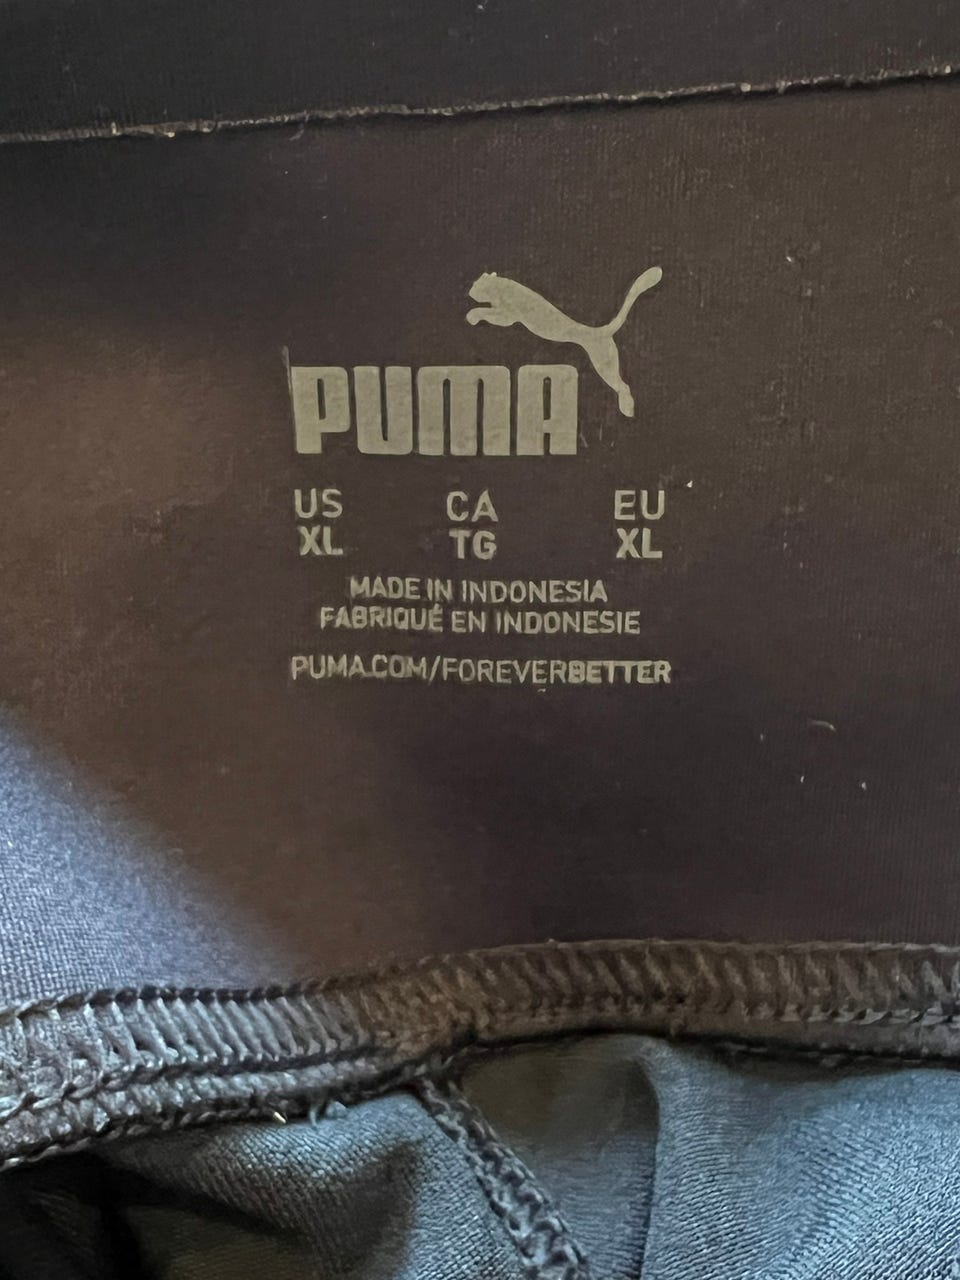 PUMA
US CA EU
XL TG XL
MADE IN INDONESIA
FABRIQUÉ EN INDONESIE
PUMA.COM/FOREVERBETTER